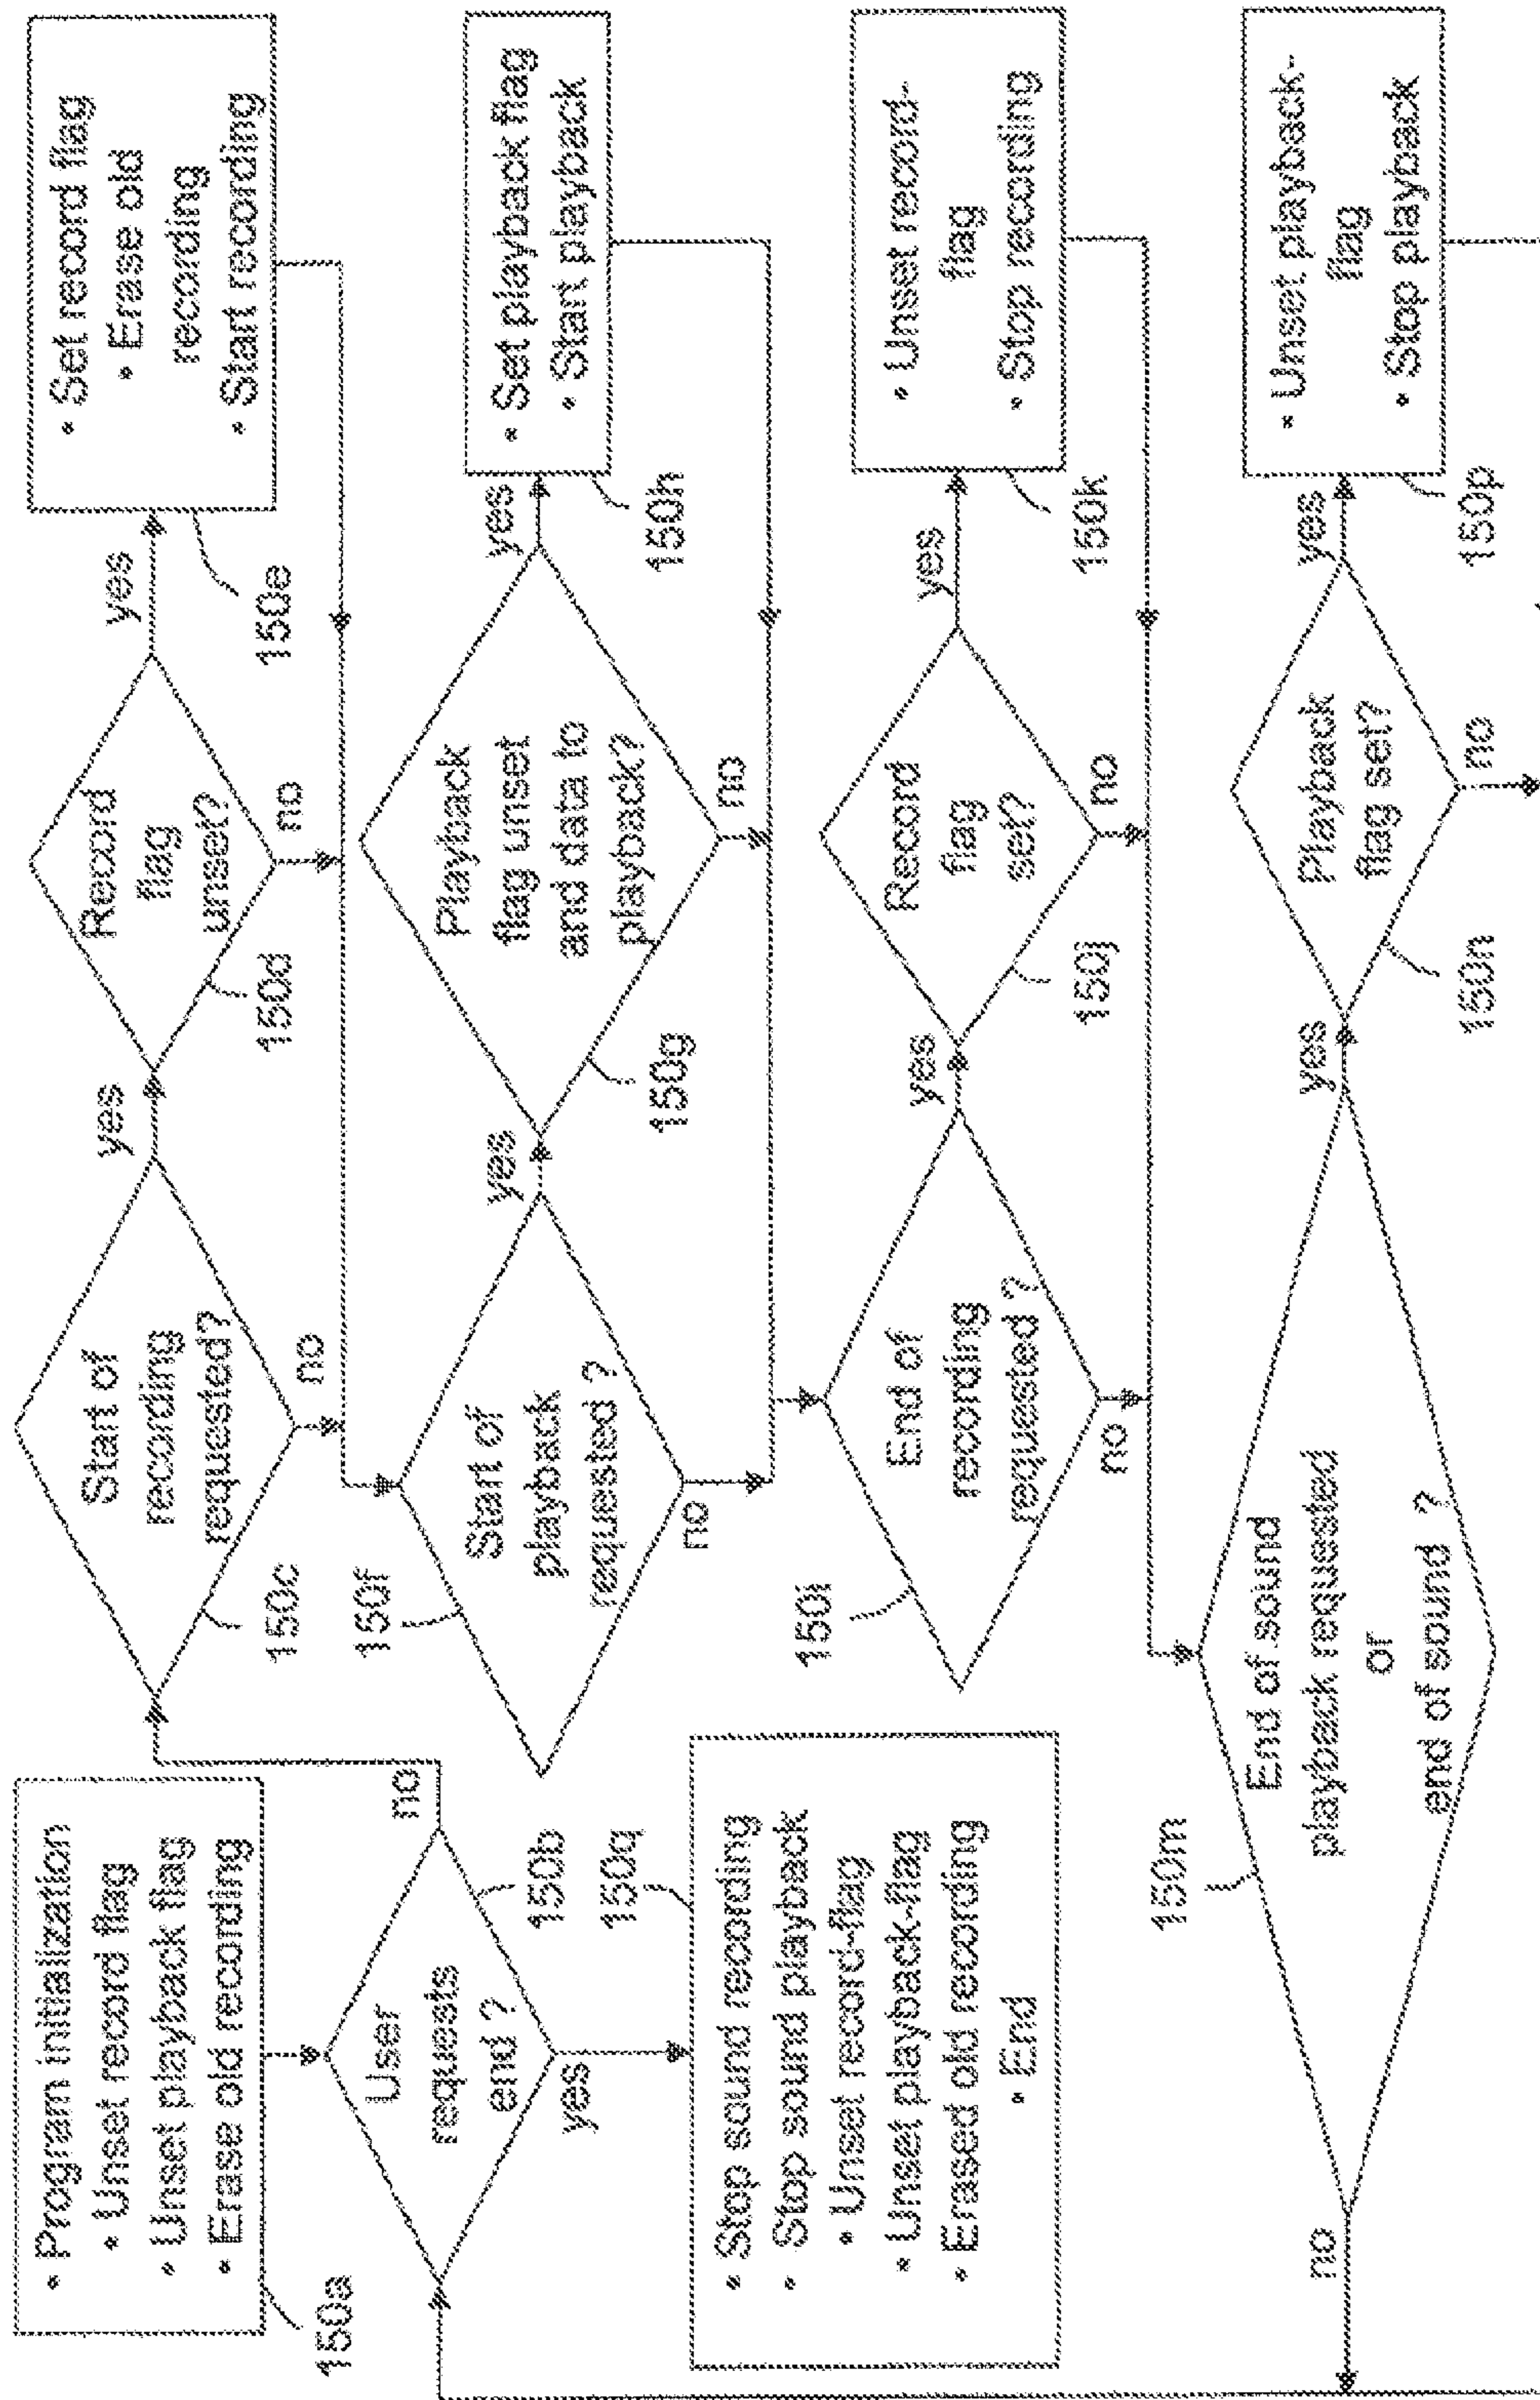 • Program initialization
• Unset record flag
• Unset playback flag
• Erase old recording
150a
User
requests
end ?
no
yes
150b
150q
• Stop sound recording
• Stop sound playback
• Unset record-flag
• Unset playback-flag
• Erased old recording
• End
Start of
recording
requested?
yes
no
150c
Record
flag
unset?
yes
no
150d
• Set record flag
• Erase old
recording
• Start recording
150e
150f
Start of
playback
requested ?
yes
no
Playback
flag unset
and data to
playback?
yes
no
150g
• Set playback flag
• Start playback
150h
150i
End of
recording
requested ?
yes
no
Record
flag
set?
yes
no
150j
• Unset record-
flag
• Stop recording
150k
150m
End of sound
playback requested
or
end of sound ?
no
yes
Playback
flag set?
yes
no
150n
• Unset playback-
flag
• Stop playback
150p